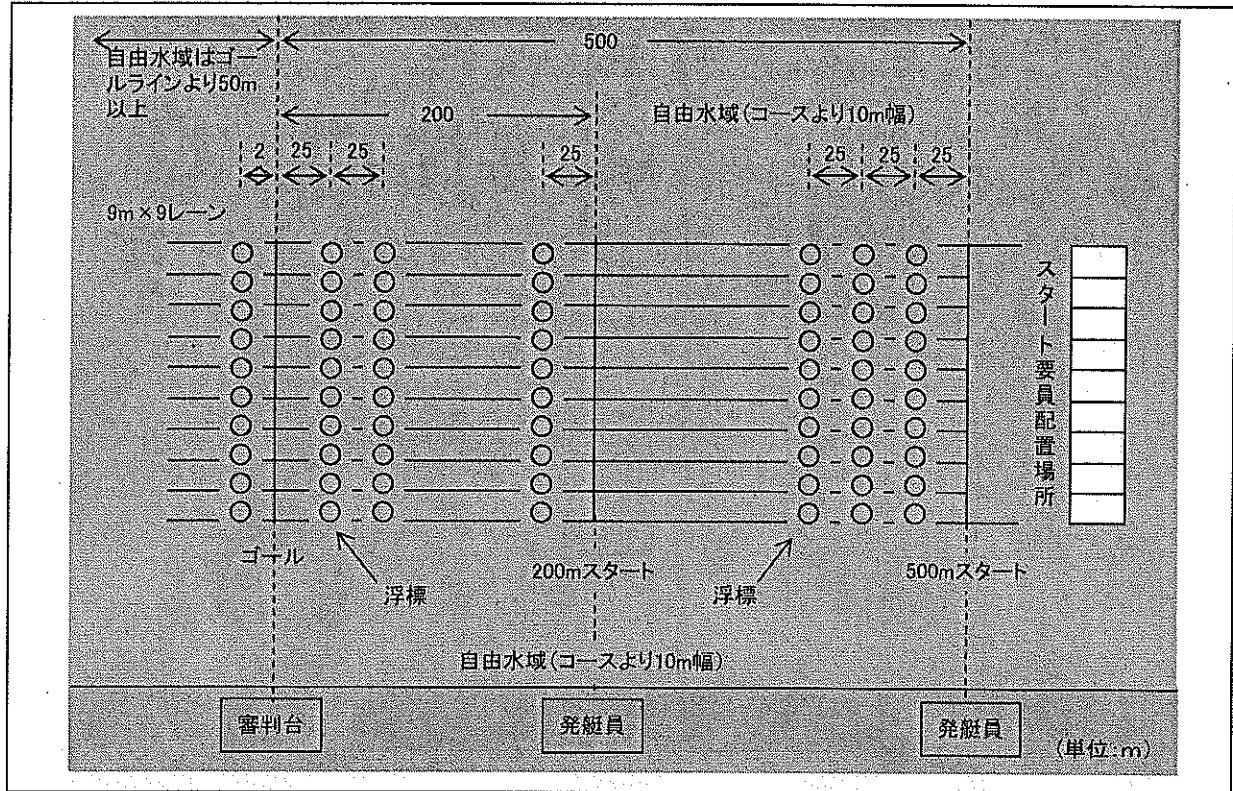 500
自由水域はゴー
ルラインより50m
以上
200
自由水域(コースより10m幅)
2 25 25 25 25 25 25
9m×9レーン
スタート要員配置場所
ゴール
200mスタート
500mスタート
浮標
浮標
自由水域(コースより10m幅)
審判台
発艇員
発艇員
(単位:m)